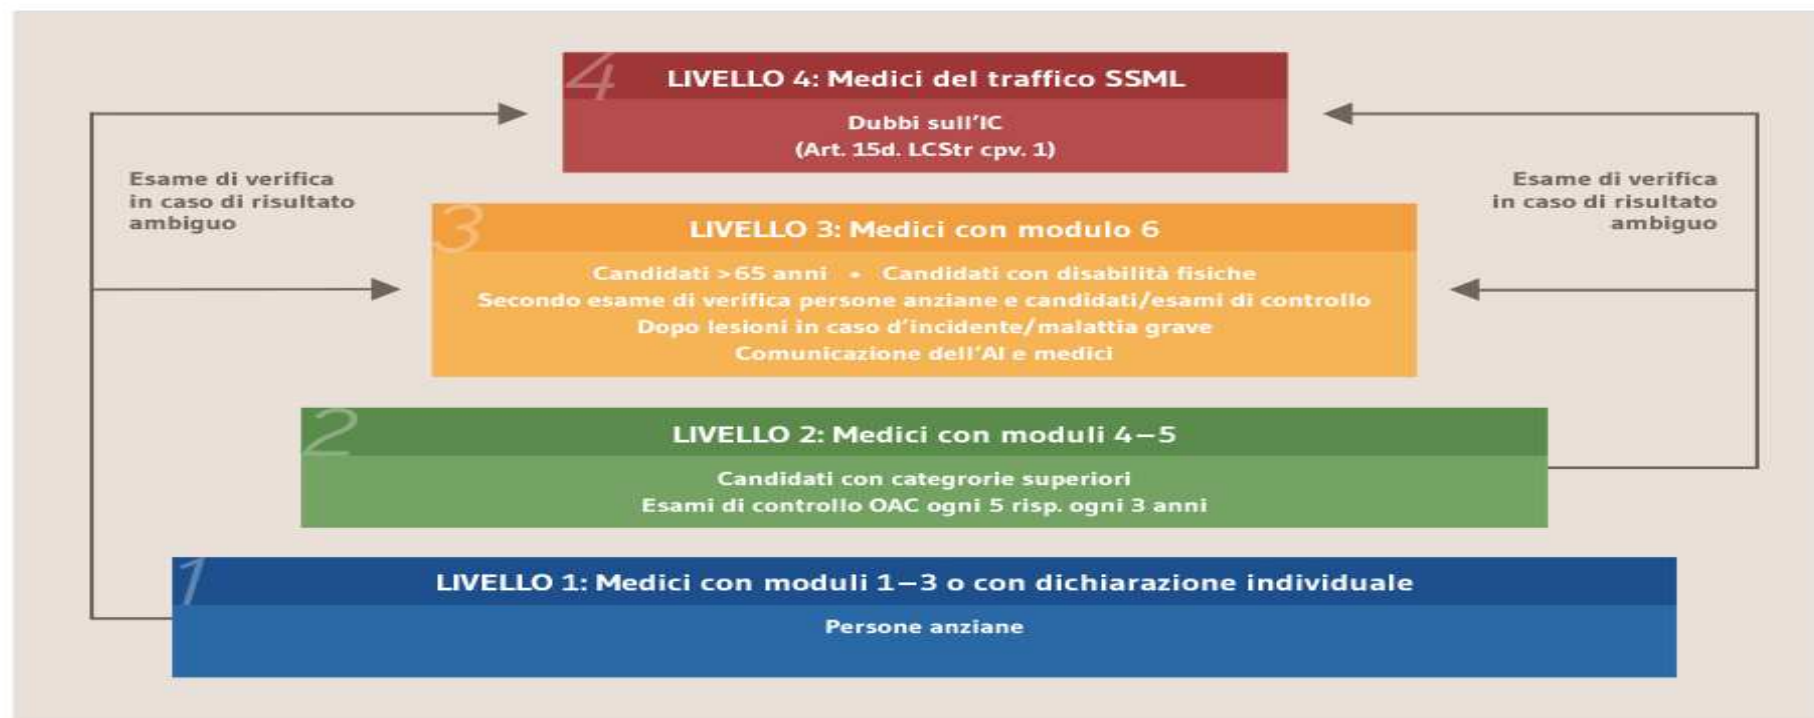 4
LIVELLO 4: Medici del traffico SSML
Dubbi sull'IC
(Art. 15d. LCStr cpv. 1)
Esame di verifica
in caso di risultato
ambiguo
Esame di verifica
in caso di risultato
ambiguo
3
LIVELLO 3: Medici con modulo 6
Candidati >65 anni • Candidati con disabilità fisiche
Secondo esame di verifica persone anziane e candidati/esami di controllo
Dopo lesioni in caso d'incidente/malattia grave
Comunicazione dell'AI e medici
2
LIVELLO 2: Medici con moduli 4–5
Candidati con categrorie superiori
Esami di controllo OAC ogni 5 risp. ogni 3 anni
1
LIVELLO 1: Medici con moduli 1–3 o con dichiarazione individuale
Persone anziane